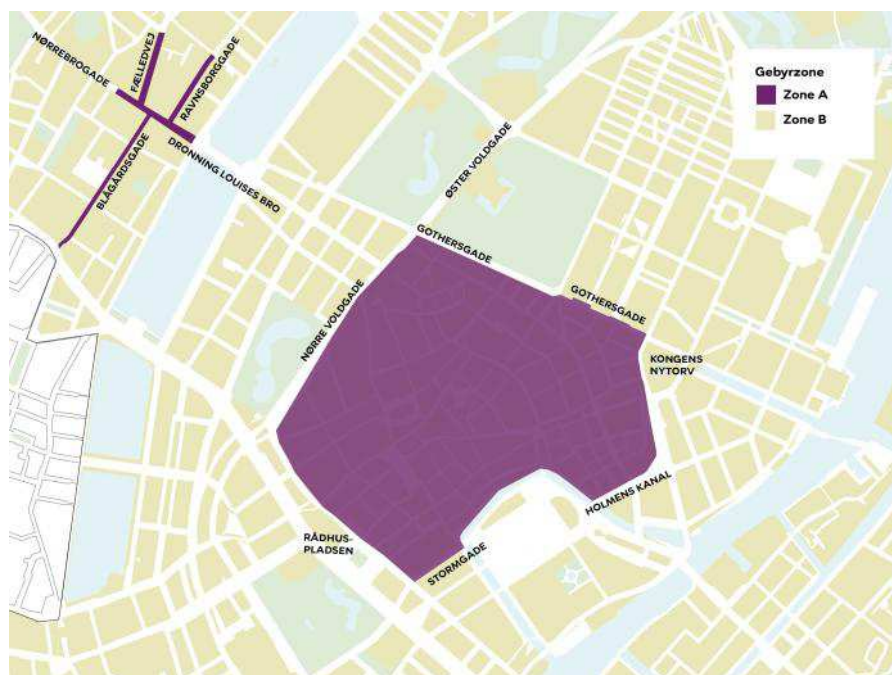 NØRREBROGADE
FÆLLEDVEJ
RAVNSBORGGADE
BLÅGÅRDSGADE
DRONNING LOUISES BRO
ØSTER VOLDGADE
Gebyrzone
Zone A
Zone B
GOTHERSGADE
GOTHERSGADE
NØRRE VOLDGADE
KONGENS
NYTORV
HOLMENS KANAL
RÅDHUS-
PLADSEN
STORMGADE